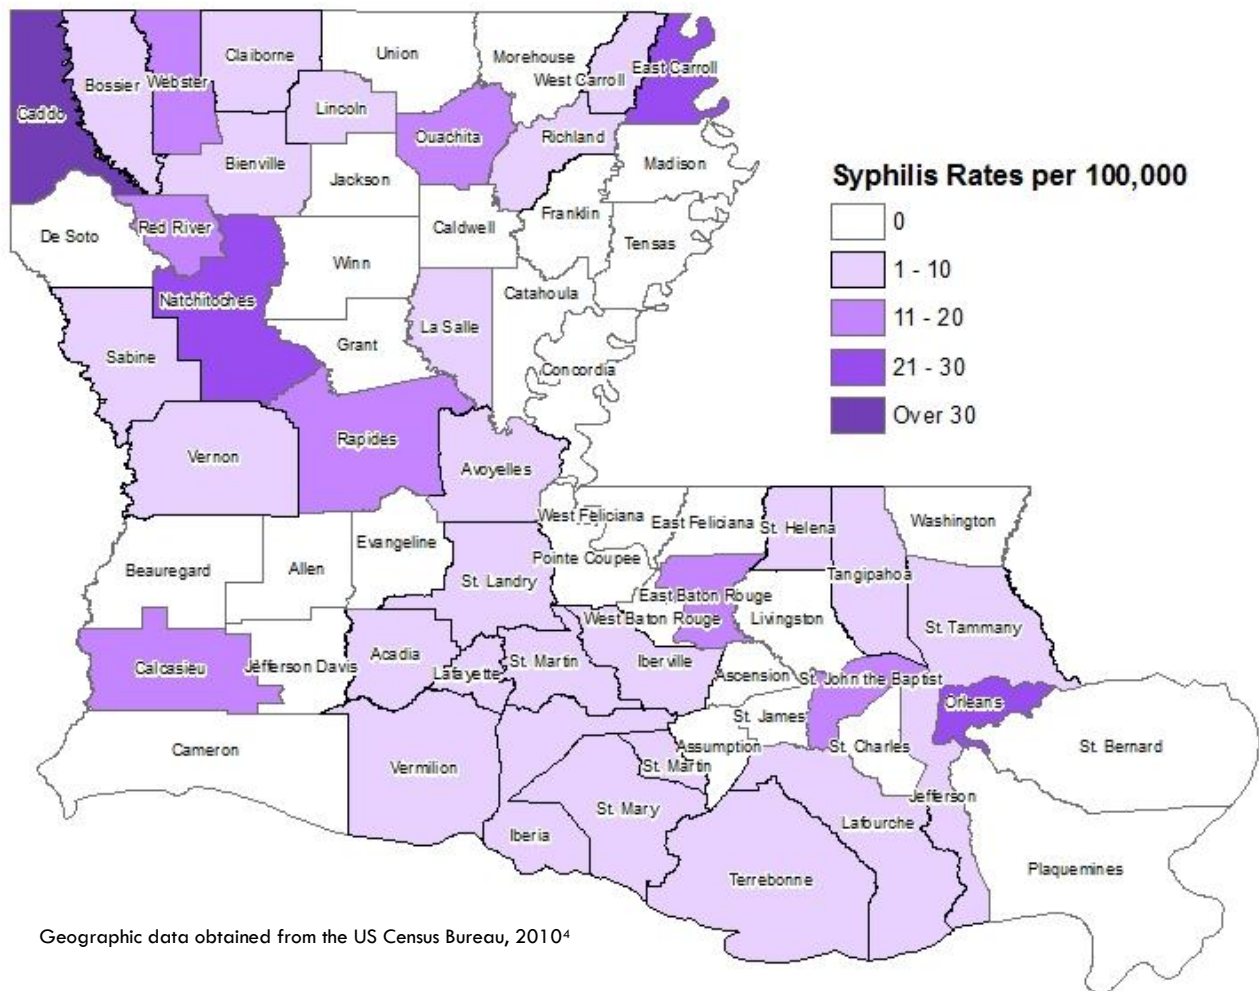 Claiborne
Union
Morehouse
West Carroll
East Carroll
Bossier
Webster
Caddo
Lincoln
Ouachita
Richland
Bienville
Jackson
Madison
Franklin
Red River
De Soto
Caldwell
Tensas
Winn
Natchitoches
Catahoula
La Salle
Grant
Sabine
Concordia
Rapides
Vernon
Avoyelles
Syphilis Rates per 100,000
0
1 - 10
11 - 20
21 - 30
Over 30
West Feliciana
East Feliciana
St. Helena
Washington
Evangeline
Pointe Coupee
Beauregard
Allen
St. Landry
Tangipahoa
East Baton Rouge
West Baton Rouge
Livingston
St. Tammany
Calcasieu
Jefferson Davis
Acadia
Lafayette
St. Martin
Iberville
Ascension
St. John the Baptist
Orleans
St. James
Cameron
Assumption
St. Charles
St. Bernard
Vermilion
St. Martin
Jefferson
St. Mary
Lafourche
Iberia
Plaquemines
Terrebonne
Geographic data obtained from the US Census Bureau, 2010⁴